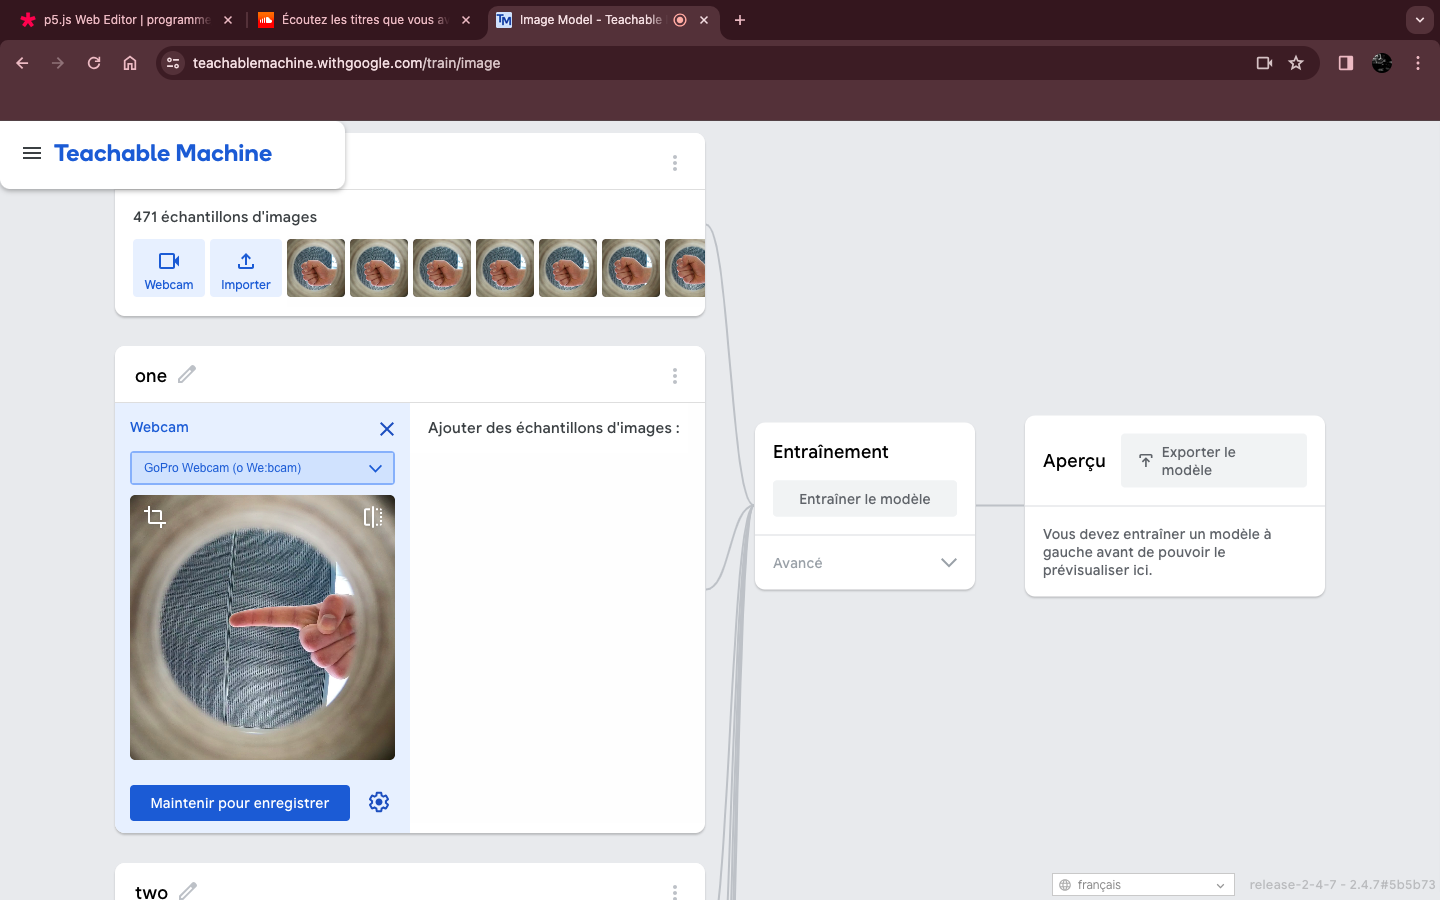 p5.js Web Editor | programme
Écoutez les titres que vous av
Image Model - Teachable
teachablemachine.withgoogle.com/train/image
Teachable Machine
471 échantillons d'images
Webcam
Importer
one
Webcam
Ajouter des échantillons d'images :
GoPro Webcam (o We:bcam)
Maintenir pour enregistrer
two
Entraînement
Entraîner le modèle
Avancé
Aperçu
Exporter le
modèle
Vous devez entraîner un modèle à
gauche avant de pouvoir le
prévisualiser ici.
français
release-2-4-7 - 2.4.7#5b5b73